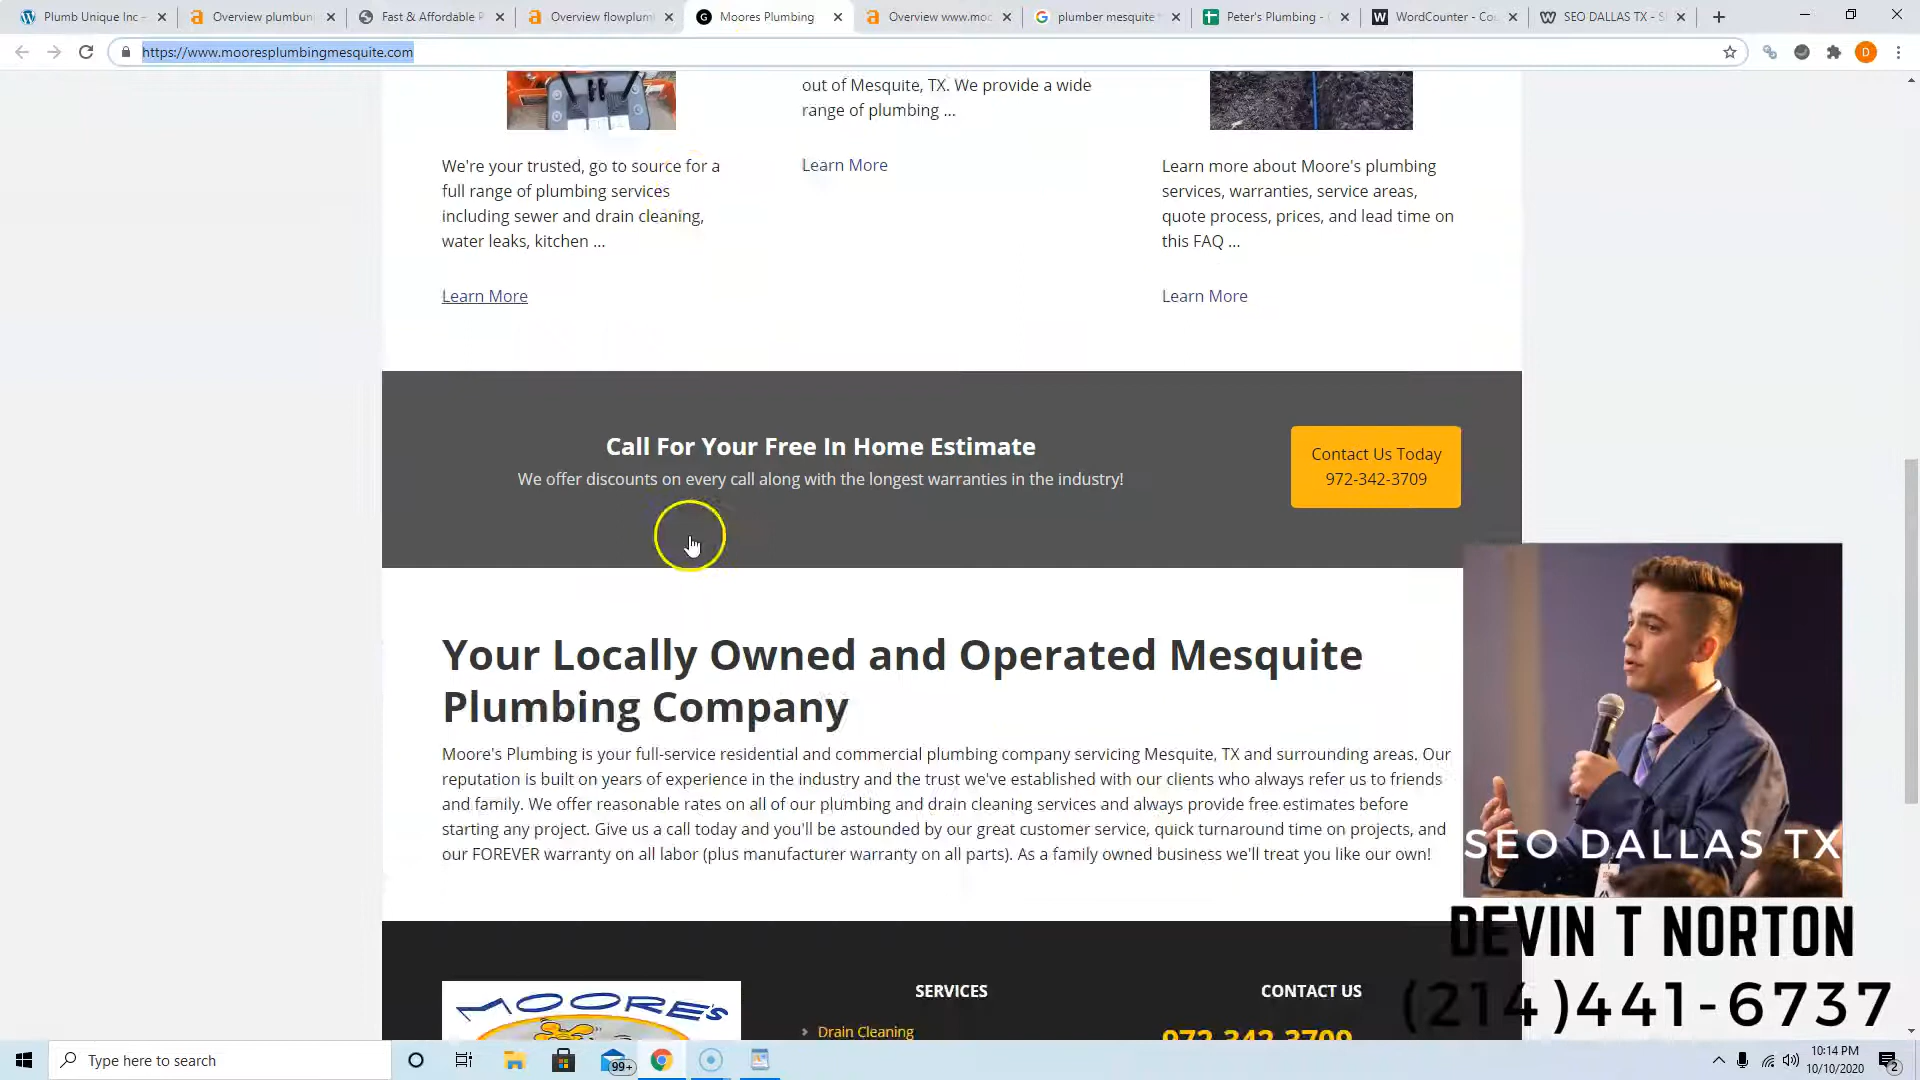 Plumb Unique Inc –
Overview plumbun
Fast & Affordable P
Overview flowplum
Moores Plumbing
Overview www.moo
plumber mesquite t
Peter's Plumbing - G
WordCounter - Cou
SEO DALLAS TX - S
https://www.mooresplumbingmesquite.com
D
out of Mesquite, TX. We provide a wide
range of plumbing ...
Learn More
We're your trusted, go to source for a
full range of plumbing services
including sewer and drain cleaning,
water leaks, kitchen ...
Learn More
Learn more about Moore's plumbing
services, warranties, service areas,
quote process, prices, and lead time on
this FAQ ...
Learn More
Call For Your Free In Home Estimate
We offer discounts on every call along with the longest warranties in the industry!
Contact Us Today
972-342-3709
Your Locally Owned and Operated Mesquite
Plumbing Company
Moore's Plumbing is your full-service residential and commercial plumbing company servicing Mesquite, TX and surrounding areas. Our
reputation is built on years of experience in the industry and the trust we've established with our clients who always refer us to friends
and family. We offer reasonable rates on all of our plumbing and drain cleaning services and always provide free estimates before
starting any project. Give us a call today and you'll be astounded by our great customer service, quick turnaround time on projects, and
our FOREVER warranty on all labor (plus manufacturer warranty on all parts). As a family owned business we'll treat you like our own!
SEO DALLAS TX
DEVIN T NORTON
(214)441-6737
MOORE'S
SERVICES
Drain Cleaning
CONTACT US
972-342-3709
Type here to search
99+
10:14 PM
10/10/2020
2